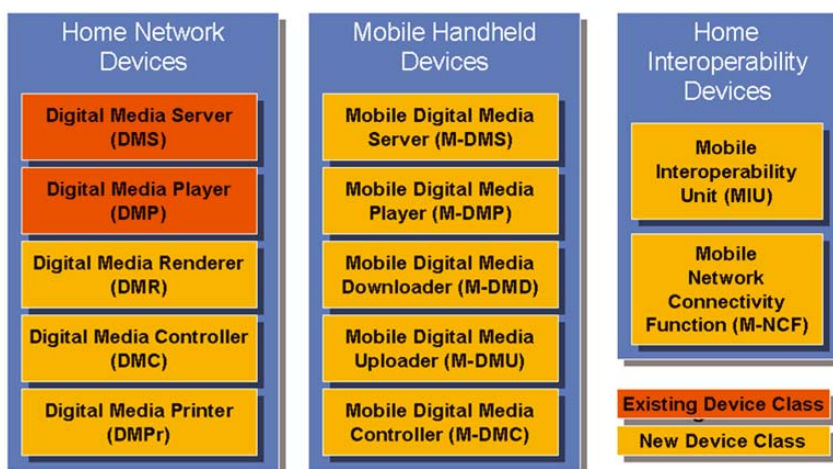 Home Network
Devices
Digital Media Server
(DMS)
Digital Media Player
(DMP)
Digital Media Renderer
(DMR)
Digital Media Controller
(DMC)
Digital Media Printer
(DMPr)
Mobile Handheld
Devices
Mobile Digital Media
Server (M-DMS)
Mobile Digital Media
Player (M-DMP)
Mobile Digital Media
Downloader (M-DMD)
Mobile Digital Media
Uploader (M-DMU)
Mobile Digital Media
Controller (M-DMC)
Home
Interoperability
Devices
Mobile
Interoperability
Unit (MIU)
Mobile
Network
Connectivity
Function (M-NCF)
Existing Device Class
New Device Class